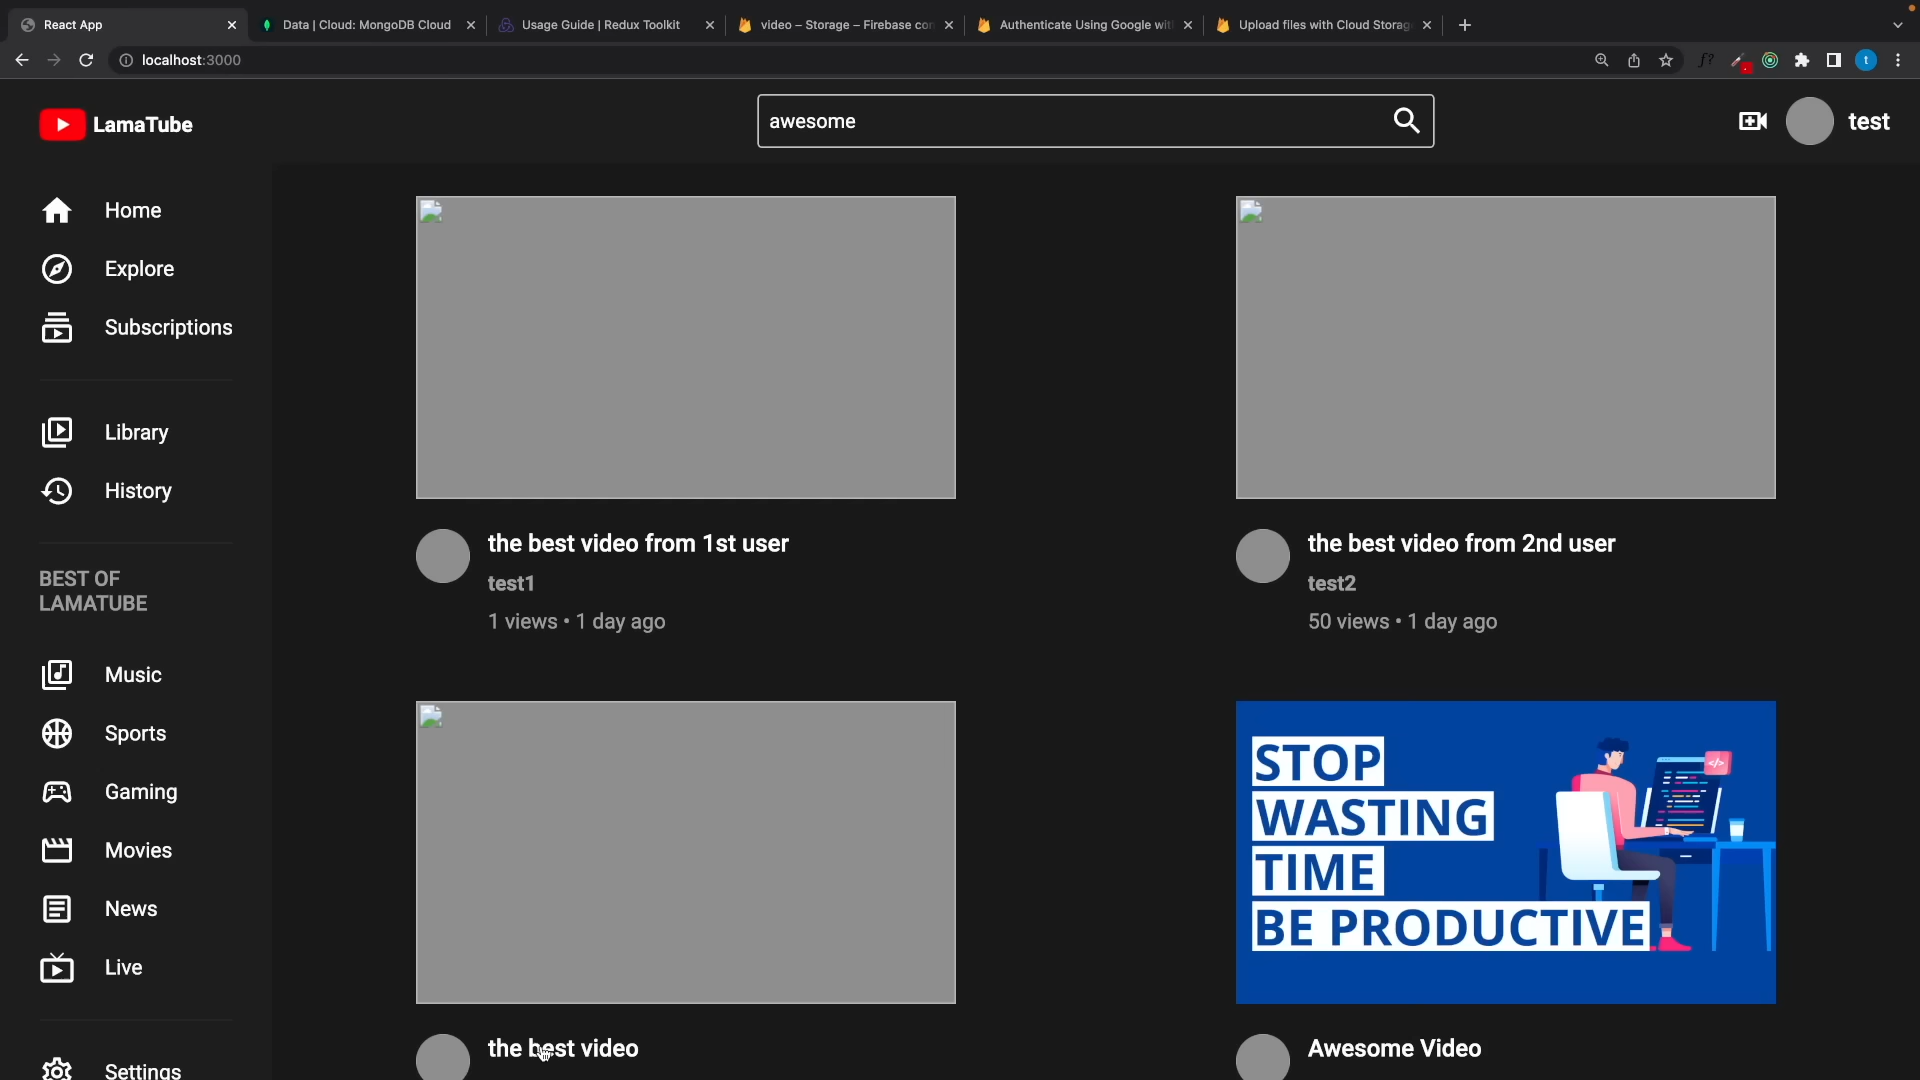 React App
Data | Cloud: MongoDB Cloud
Usage Guide | Redux Toolkit
video – Storage – Firebase con
Authenticate Using Google wit
Upload files with Cloud Storag
localhost:3000
f?
t
LamaTube
awesome
test
Home
Explore
Subscriptions
Library
History
BEST OF
LAMATUBE
Music
Sports
Gaming
Movies
News
Live
Settings
the best video from 1st user
test1
1 views • 1 day ago
the best video from 2nd user
test2
50 views • 1 day ago
the best video
STOP
WASTING
TIME
BE PRODUCTIVE
</>
Awesome Video